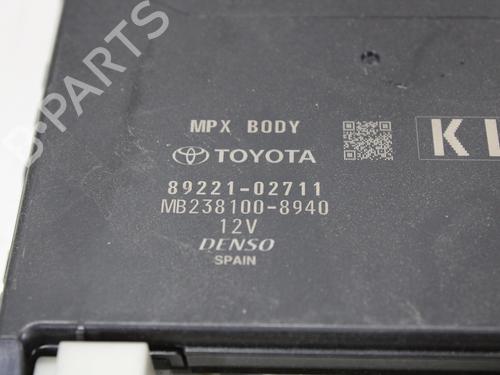 B-PARTS
MPX BODY
TOYOTA
89221-02711
MB238100-8940
12V
DENSO
SPAIN